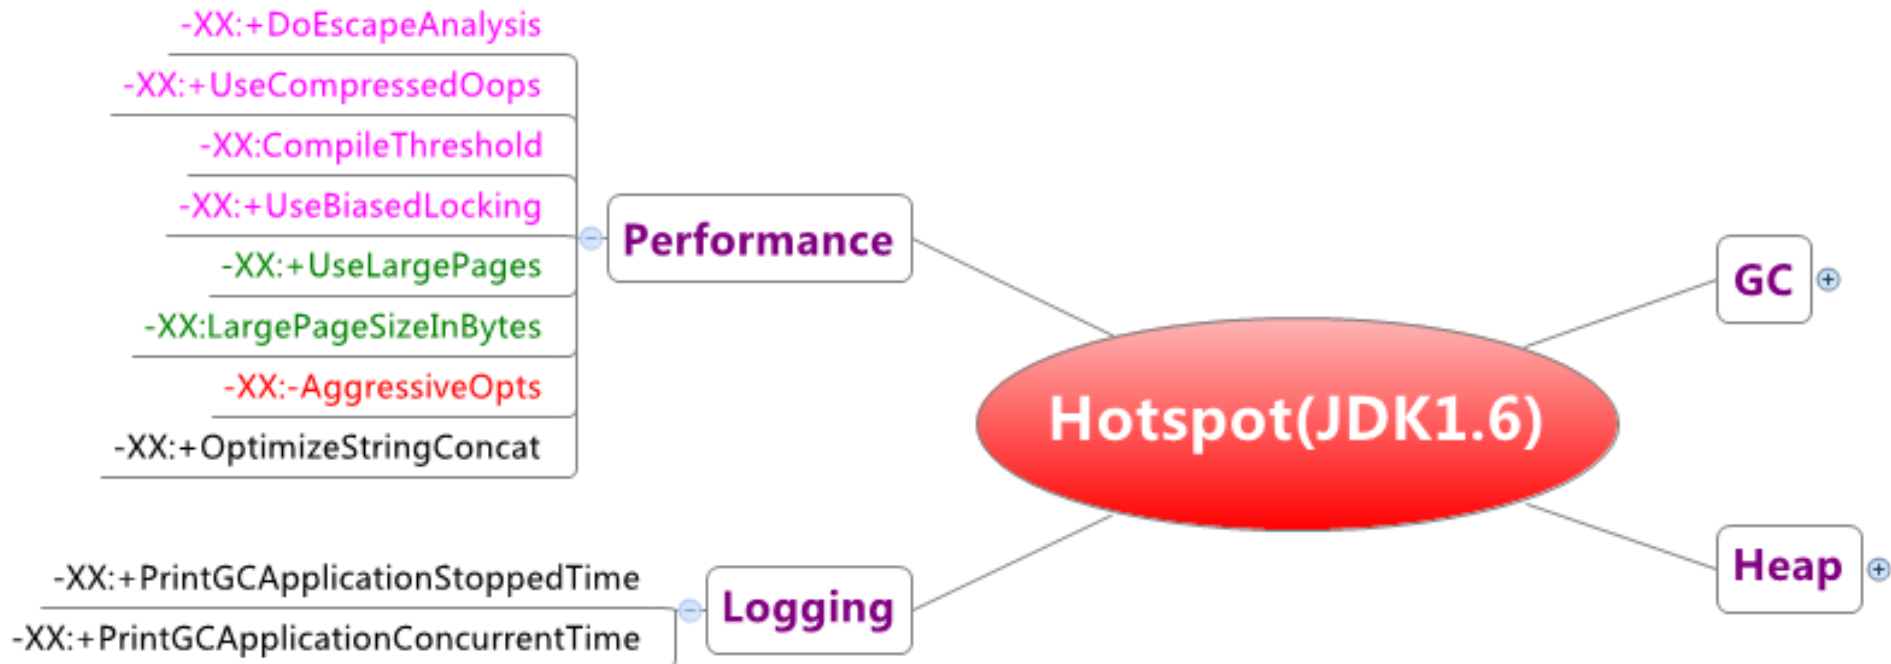 -XX:+DoEscapeAnalysis
-XX:+UseCompressedOops
-XX:CompileThreshold
-XX:+UseBiasedLocking
-XX:+UseLargePages
-XX:LargePageSizeInBytes
-XX:-AggressiveOpts
-XX:+OptimizeStringConcat
Performance
-XX:+PrintGCApplicationStoppedTime
-XX:+PrintGCApplicationConcurrentTime
Logging
Hotspot(JDK1.6)
GC
Heap